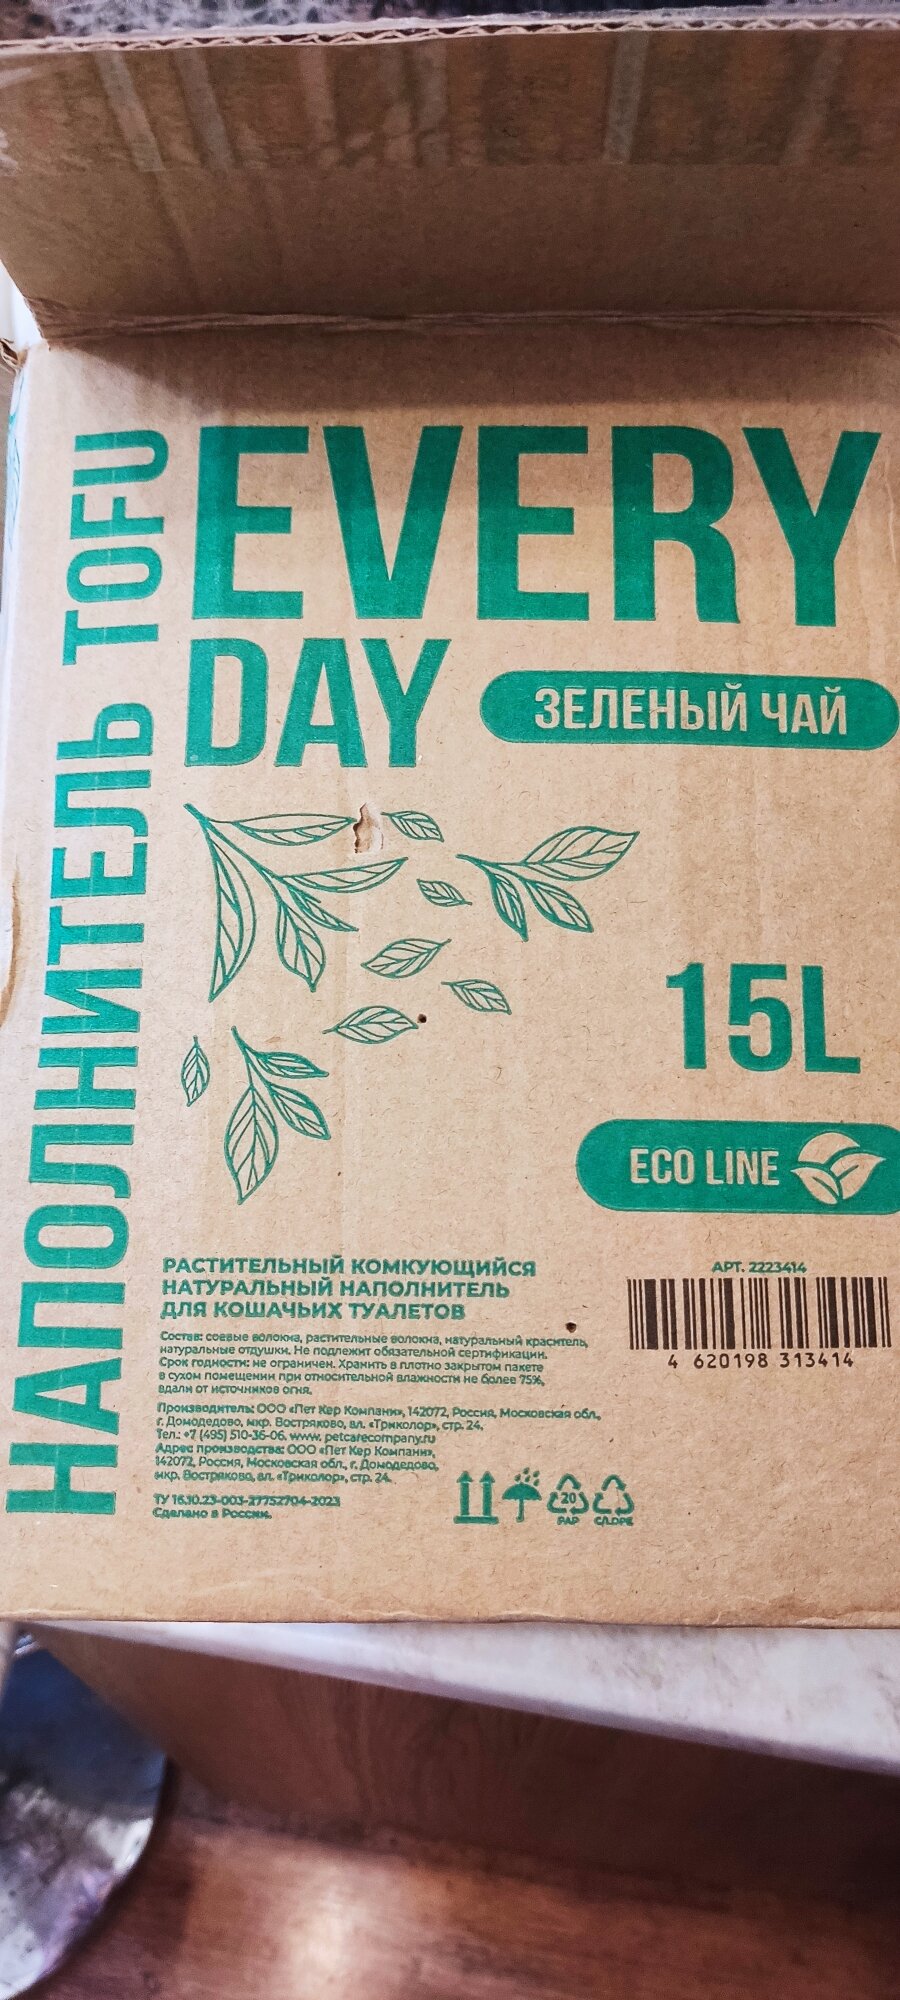 НАПОЛНИТЕЛЬ TOFU
EVERY
DAY
ЗЕЛЕНЫЙ ЧАЙ
15L
ECO LINE
РАСТИТЕЛЬНЫЙ КОМКУЮЩИЙСЯ
НАТУРАЛЬНЫЙ НАПОЛНИТЕЛЬ
ДЛЯ КОШАЧЬИХ ТУАЛЕТОВ
Состав: соевые волокна, растительные волокна, натуральный краситель,
натуральные отдушки. Не подлежит обязательной сертификации.
Срок годности: не ограничен. Хранить в плотно закрытом пакете
в сухом помещении при относительной влажности не более 75%,
вдали от источников огня.
Производитель: ООО «Пет Кер Компани», 142072, Россия, Московская обл.,
г. Домодедово, мкр. Востряково, вл. «Триколор», стр. 24.
Тел.: +7 (495) 510-36-06. www. petcarecompany.ru
Адрес производства: ООО «Пет Кер Компани»,
142072, Россия, Московская обл., г. Домодедово,
мкр. Востряково, вл. «Триколор», стр. 24.
ТУ 16.10.23-003-27752704-2023
Сделано в России.
АРТ. 2223414
4 620198 313414
20
PAP
C/LDPE